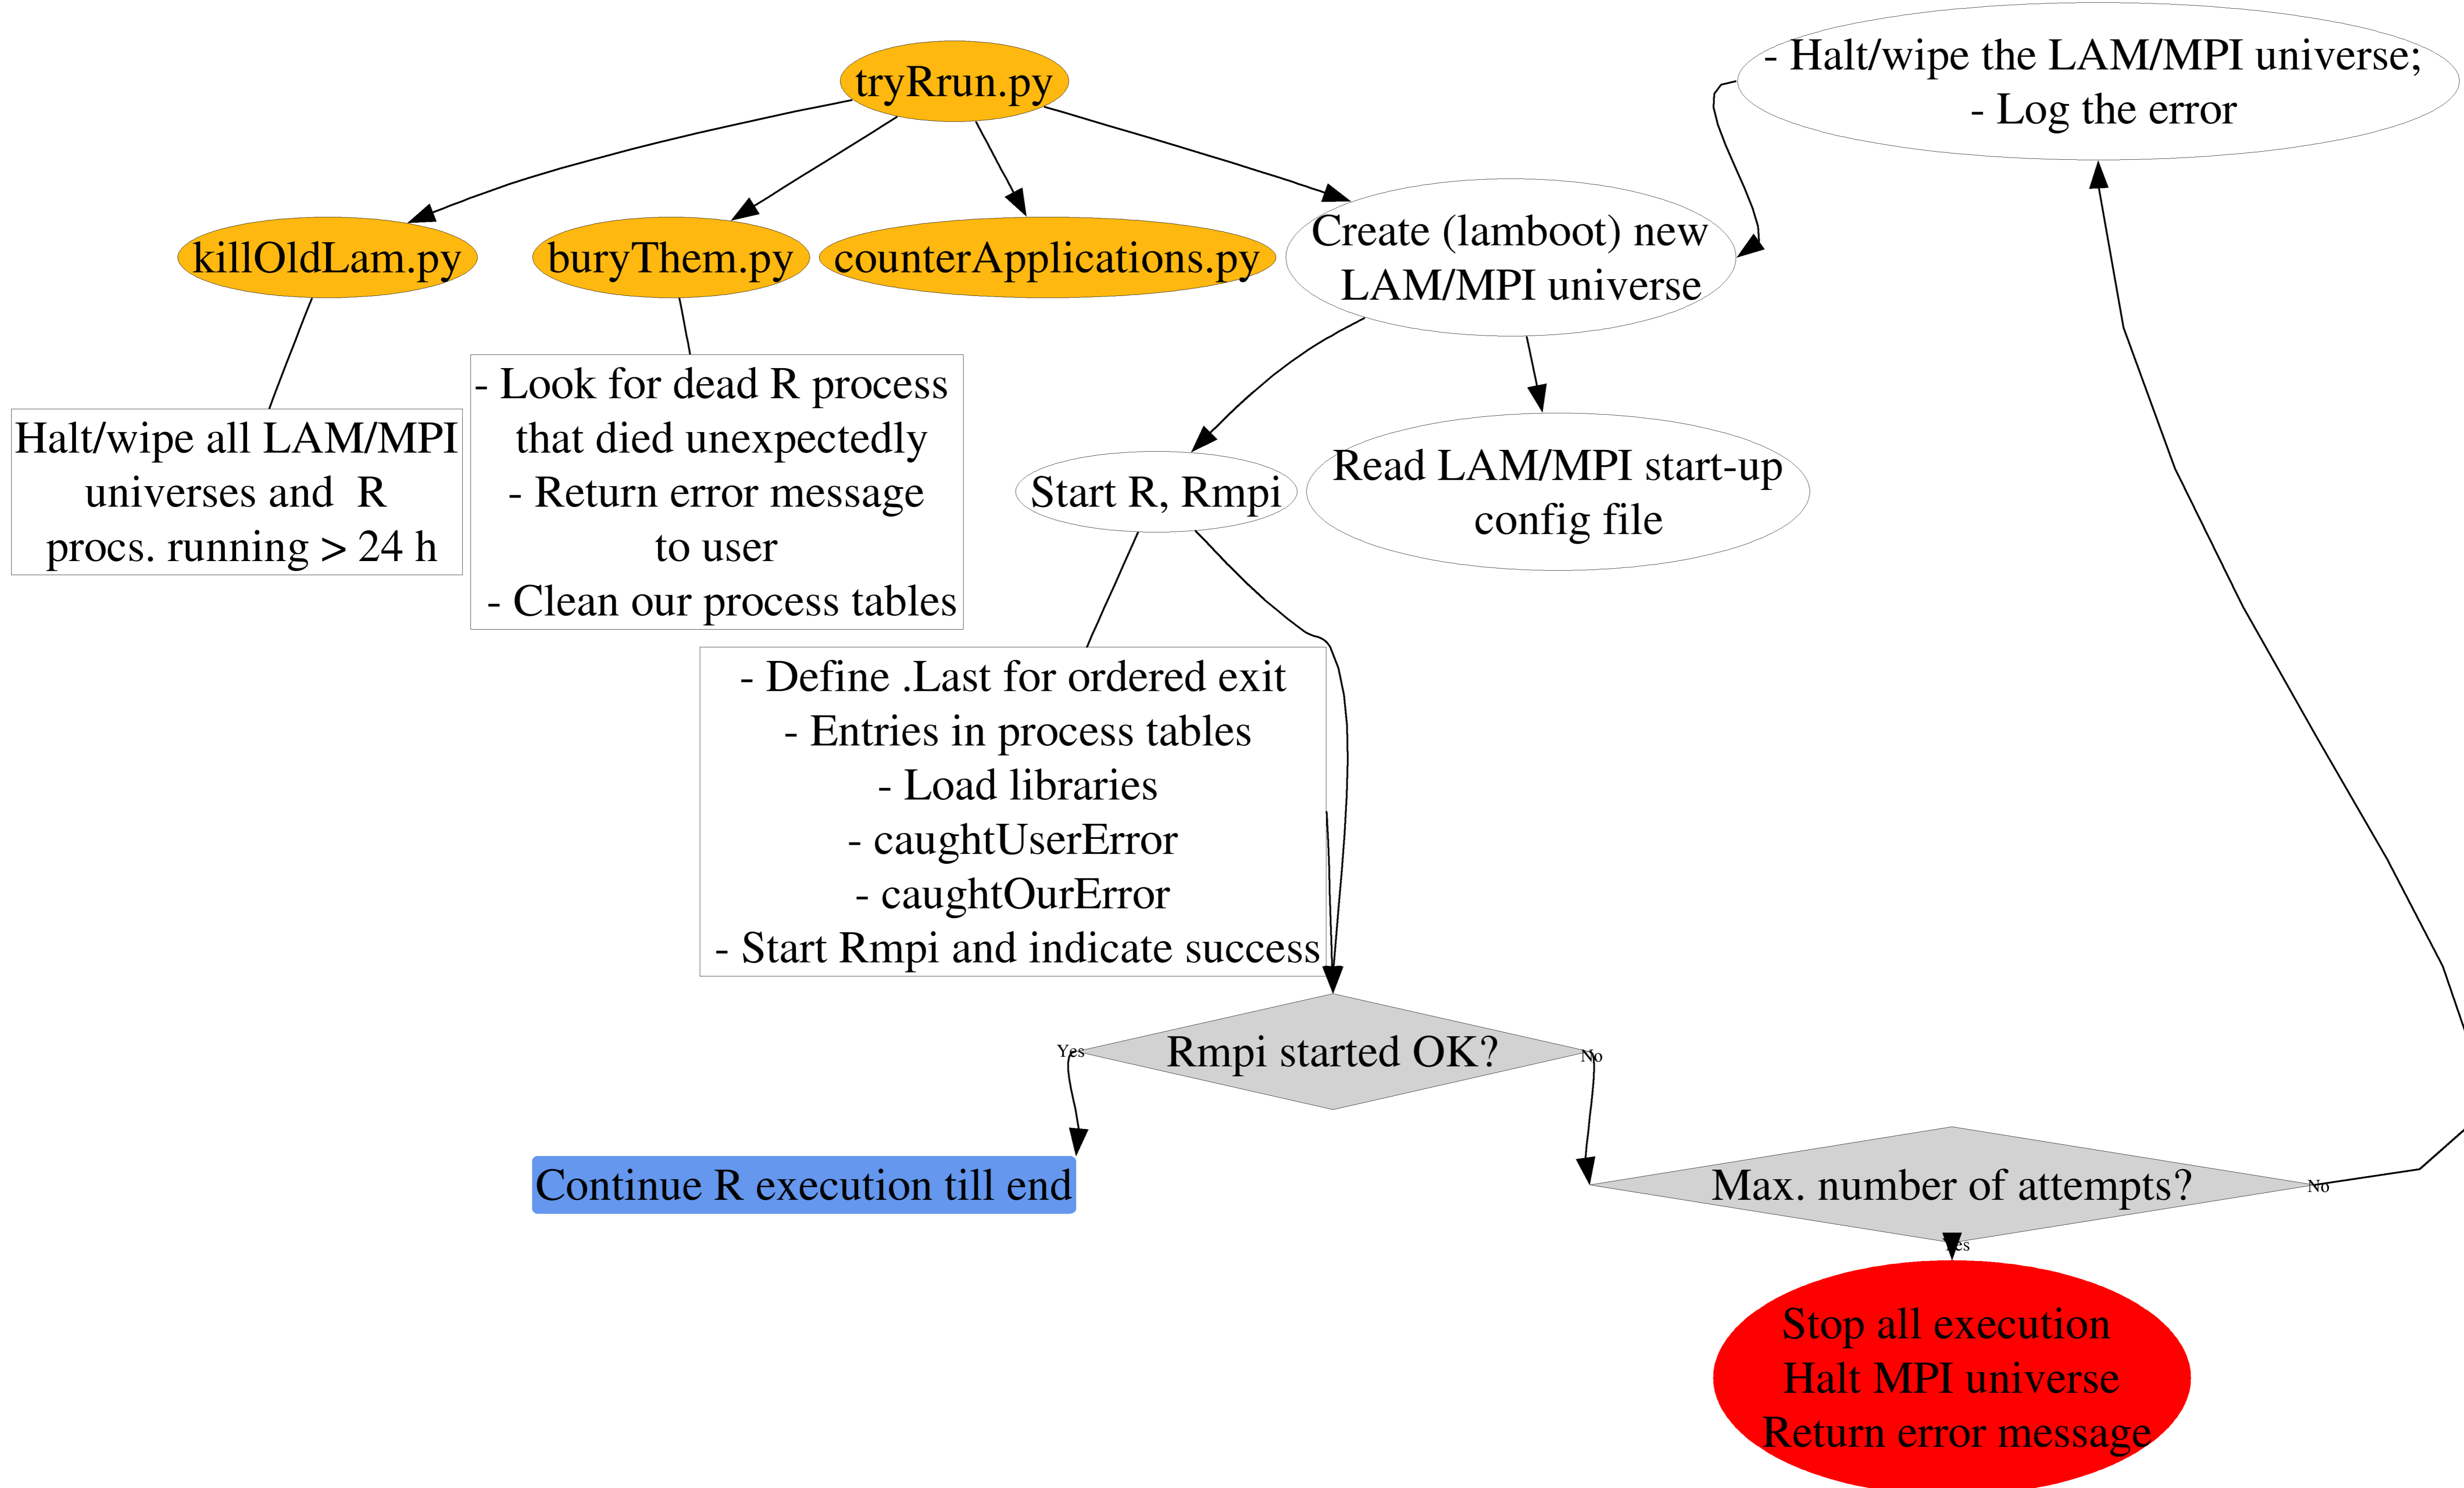 tryRrun.py
- Halt/wipe the LAM/MPI universe;
- Log the error
killOldLam.py
buryThem.py
counterApplications.py
Create (lamboot) new
LAM/MPI universe
Halt/wipe all LAM/MPI
universes and  R
procs. running > 24 h
- Look for dead R process
that died unexpectedly
- Return error message
to user
- Clean our process tables
Start R, Rmpi
Read LAM/MPI start-up
config file
- Define .Last for ordered exit
- Entries in process tables
- Load libraries
- caughtUserError
- caughtOurError
- Start Rmpi and indicate success
Rmpi started OK?
Yes
No
Continue R execution till end
Max. number of attempts?
No
Yes
Stop all execution
Halt MPI universe
Return error message